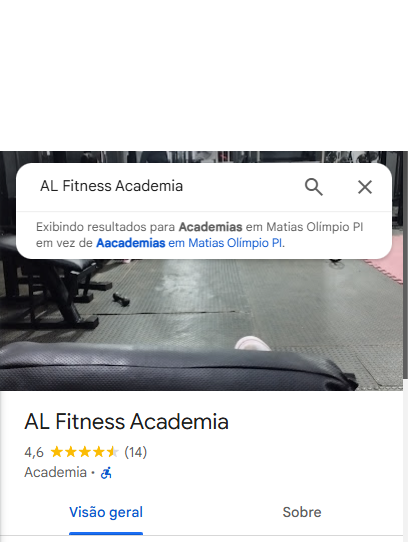 AL Fitness Academia
Exibindo resultados para Academias em Matias Olímpio PI
em vez de Aacademias em Matias Olímpio PI.
AL Fitness Academia
4,6 (14)
Academia ·
Visão geral Sobre